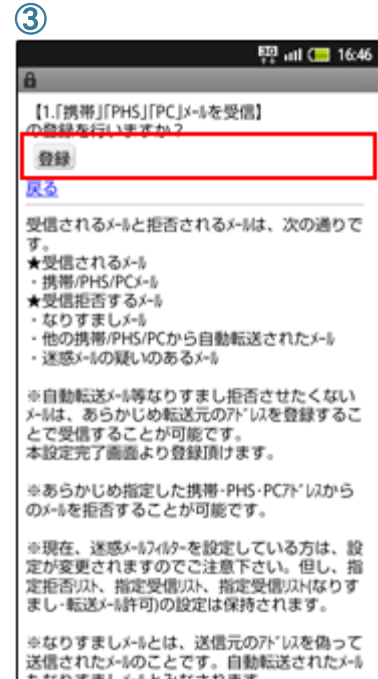 ③
3G 16:46
【1.｢携帯｣｢PHS｣｢PC｣ﾒｰﾙを受信】
の登録を行いますか？
登録
戻る
受信されるﾒｰﾙと拒否されるﾒｰﾙは、次の通りで
す。
★受信されるﾒｰﾙ
・携帯/PHS/PCﾒｰﾙ
★受信拒否するﾒｰﾙ
・なりすましﾒｰﾙ
・他の携帯/PHS/PCから自動転送されたﾒｰﾙ
・迷惑ﾒｰﾙの疑いのあるﾒｰﾙ
※自動転送ﾒｰﾙ等なりすまし拒否させたくない
ﾒｰﾙは、あらかじめ転送元のｱﾄﾞﾚｽを登録するこ
とで受信することが可能です。
本設定完了画面より登録頂けます。
※あらかじめ指定した携帯･PHS･PCｱﾄﾞﾚｽから
のﾒｰﾙを拒否することが可能です。
※現在、迷惑ﾒｰﾙﾌｨﾙﾀｰを設定している方は、設
定が変更されますのでご注意下さい。但し、指
定拒否ﾘｽﾄ、指定受信ﾘｽﾄ、指定受信ﾘｽﾄ(なりす
まし･転送ﾒｰﾙ許可)の設定は保持されます。
※なりすましﾒｰﾙとは、送信元のｱﾄﾞﾚｽを偽って
送信されたﾒｰﾙのことです。自動転送されたﾒｰﾙ
もなりすましﾒｰﾙとみなされます。